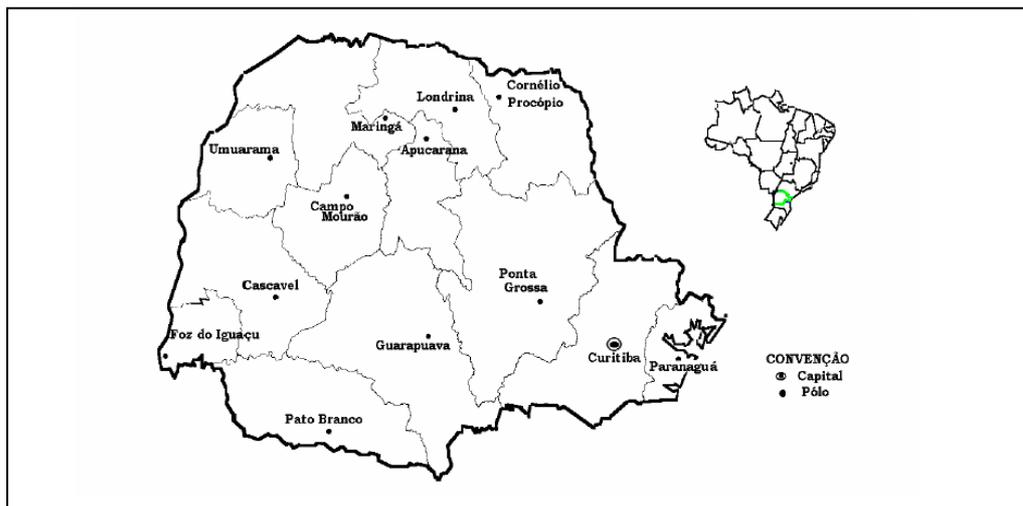 Cornélio
Procópio
Londrina
Maringá
Apucarana
Umuarama
Campo
Mourão
Ponta
Grossa
Cascavel
Foz do Iguaçu
Guarapuava
Curitiba
Paranaguá
Pato Branco
CONVENÇÃO
Capital
Pólo